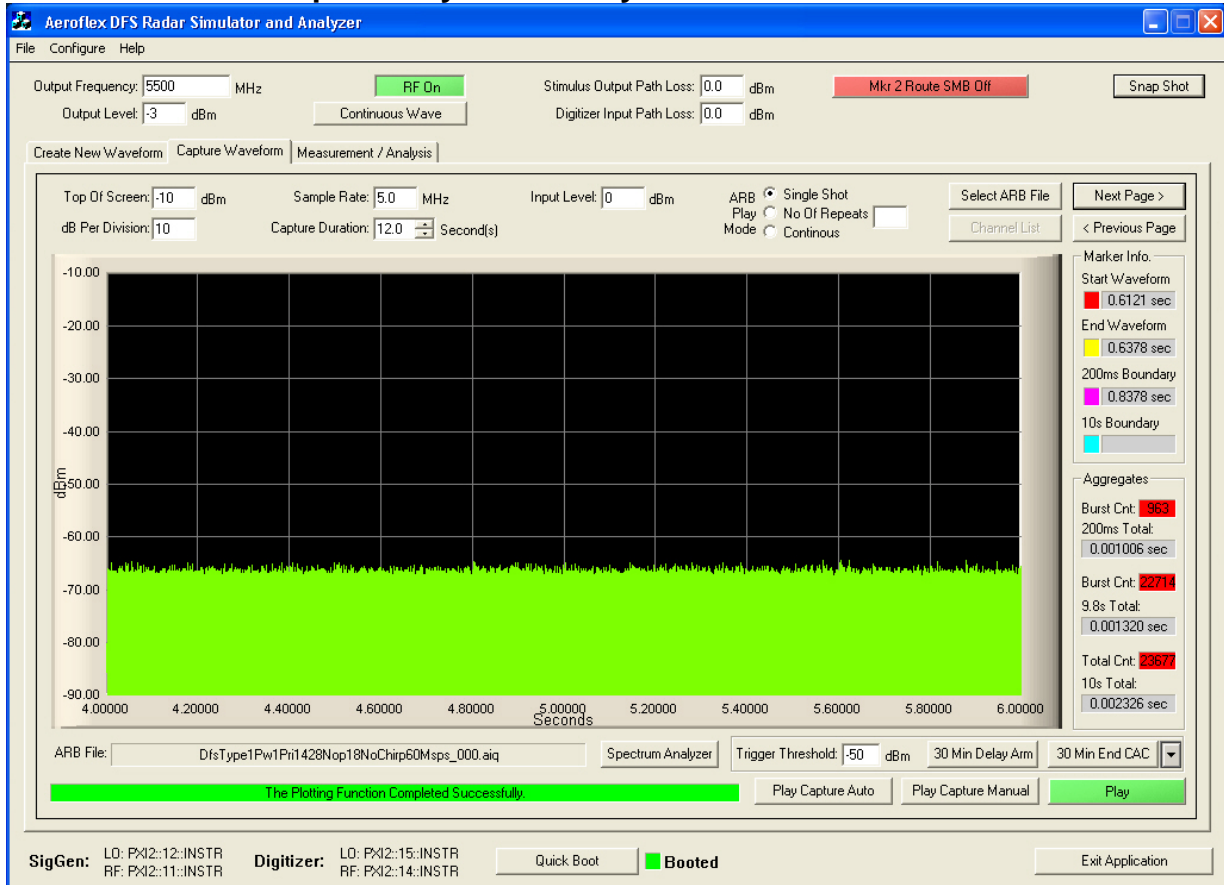 Aeroflex DFS Radar Simulator and Analyzer
File Configure Help
Output Frequency: 5500 MHz
RF On
Stimulus Output Path Loss: 0.0 dBm
Mkr 2 Route SMB Off
Snap Shot
Output Level: -3 dBm
Continuous Wave
Digitizer Input Path Loss: 0.0 dBm
Create New Waveform Capture Waveform Measurement / Analysis
Top Of Screen: -10 dBm
Sample Rate: 5.0 MHz
Input Level: 0 dBm
ARB Play Mode
Single Shot
No Of Repeats
Continous
Select ARB File
Next Page >
dB Per Division: 10
Capture Duration: 12.0 Second(s)
Channel List
< Previous Page
-10.00
-20.00
-30.00
-40.00
-50.00
-60.00
-70.00
-80.00
-90.00
dBm
4.00000 4.20000 4.40000 4.60000 4.80000 5.00000 5.20000 5.40000 5.60000 5.80000 6.00000
Seconds
Marker Info.
Start Waveform
0.6121 sec
End Waveform
0.6378 sec
200ms Boundary
0.8378 sec
10s Boundary
Aggregates
Burst Cnt: 963
200ms Total:
0.001006 sec
Burst Cnt: 22714
9.8s Total:
0.001320 sec
Total Cnt: 23677
10s Total:
0.002326 sec
ARB File: DfsType1Pw1Pri1428Nop18NoChirp60Msps_000.aiq
Spectrum Analyzer
Trigger Threshold: -50 dBm
30 Min Delay Arm
30 Min End CAC
The Plotting Function Completed Successfully.
Play Capture Auto
Play Capture Manual
Play
SigGen: LO: PXI2::12::INSTR
RF: PXI2::11::INSTR
Digitizer: LO: PXI2::15::INSTR
RF: PXI2::14::INSTR
Quick Boot
Booted
Exit Application